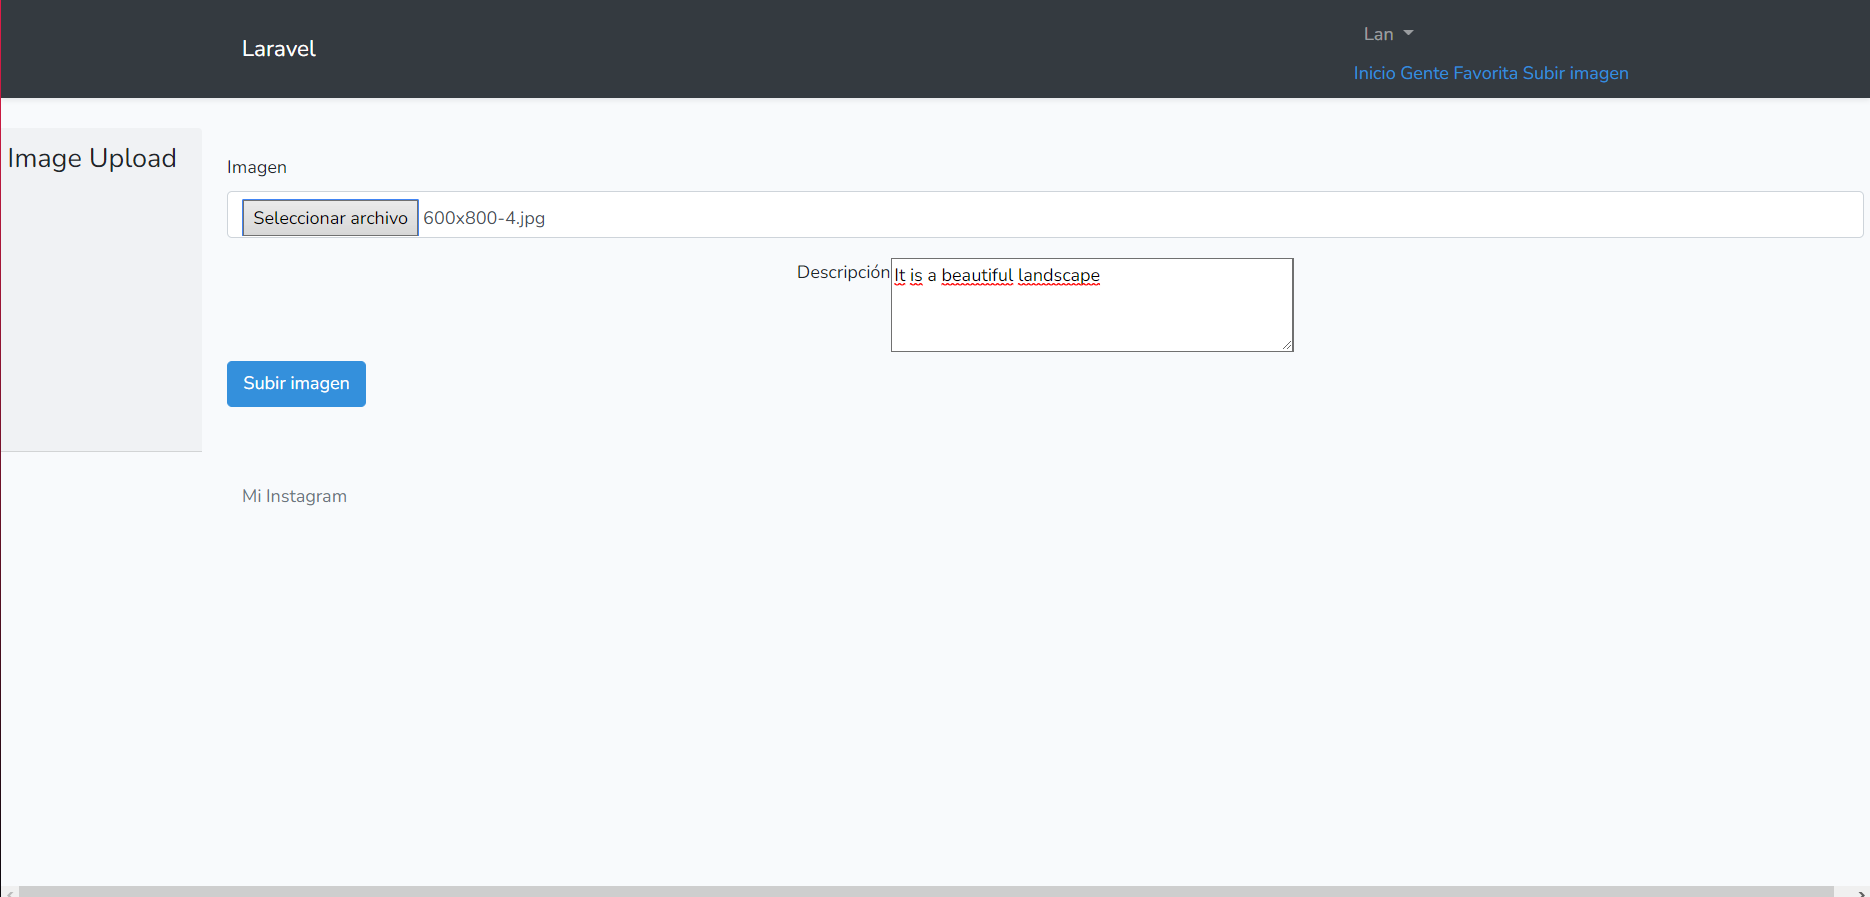 Laravel
Lan
Inicio Gente Favorita Subir imagen
Image Upload
Imagen
Seleccionar archivo 600x800-4.jpg
Descripción It is a beautiful landscape
Subir imagen
Mi Instagram